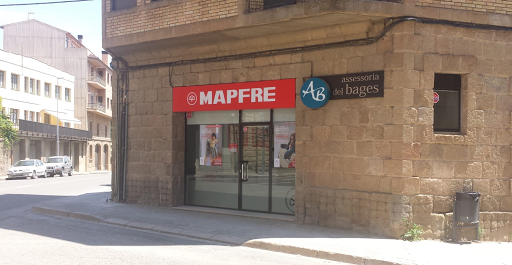 MAPFRE
AB
assessoria
del bages